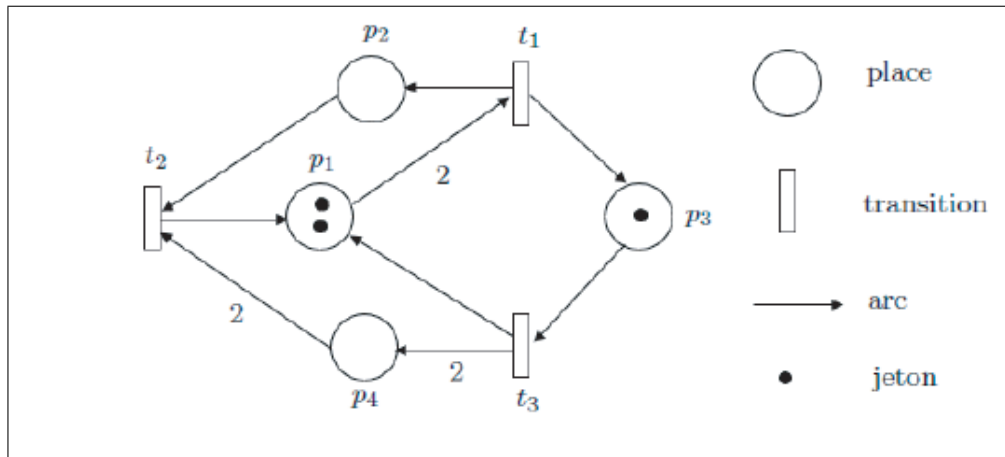 p₂
t₁
place
t₂
p₁
2
p₃
transition
2
arc
2
p₄
t₃
jeton